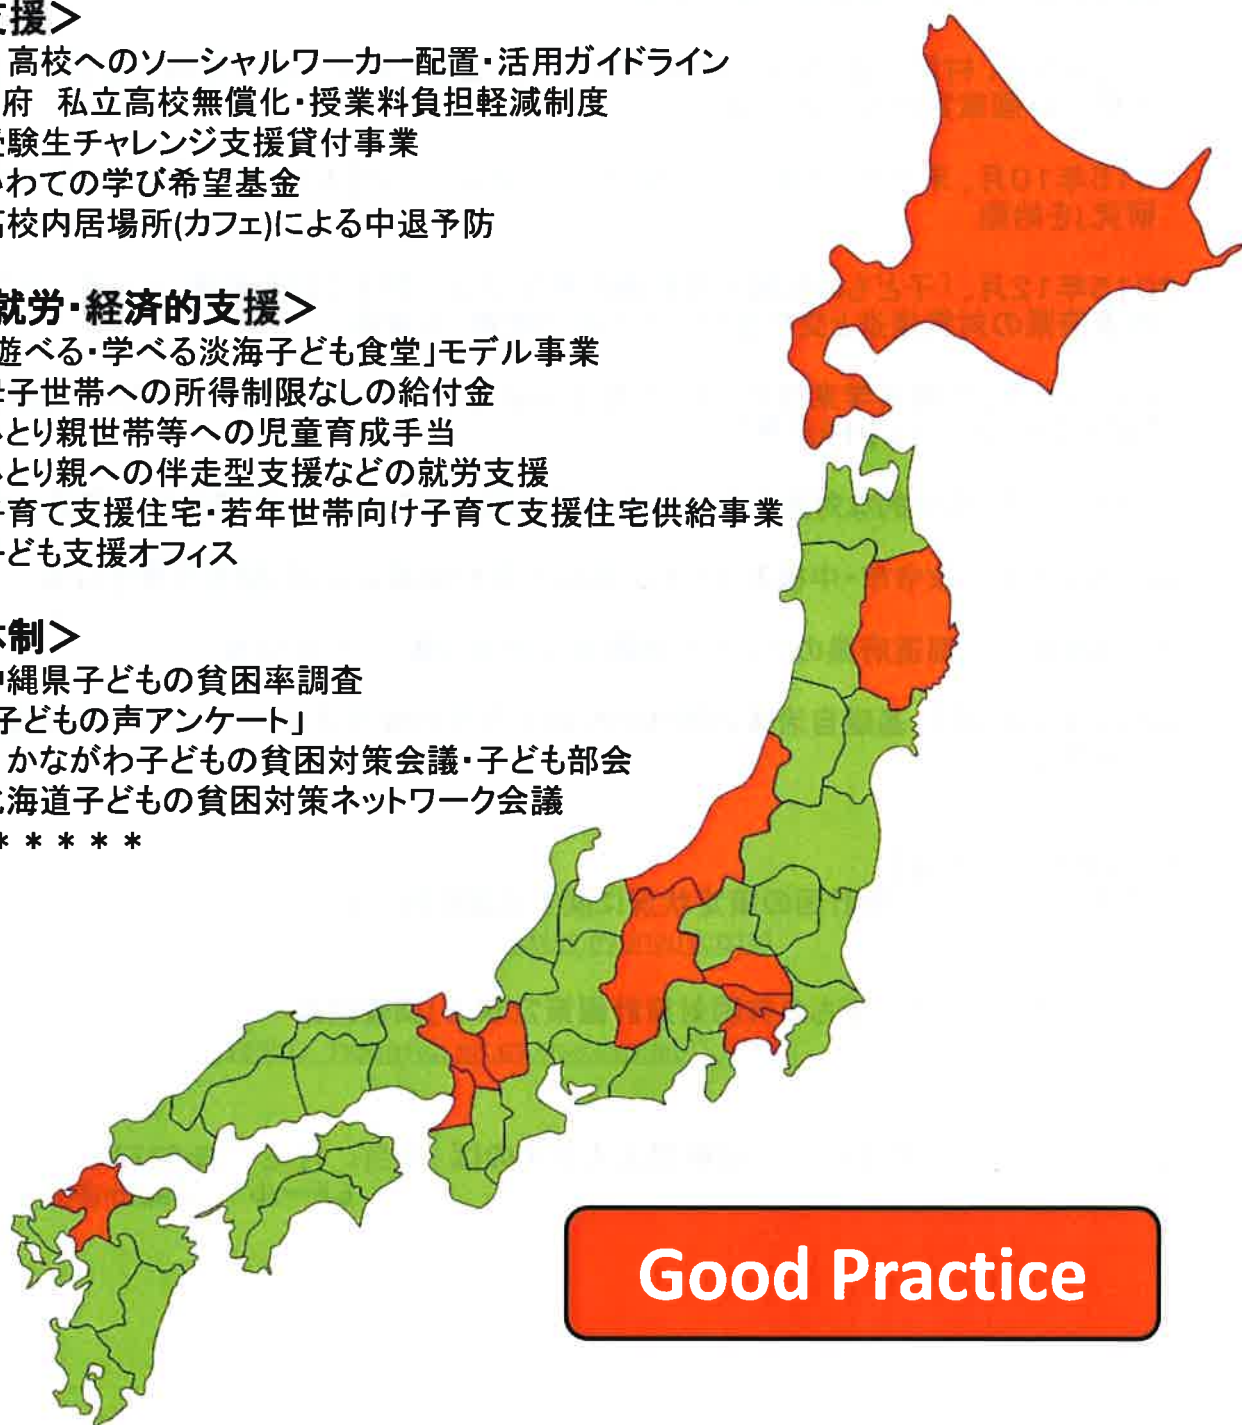 援＞
高校へのソーシャルワーカー配置・活用ガイドライン
府 私立高校無償化・授業料負担軽減制度
受験生チャレンジ支援貸付事業
いわての学び希望基金
高校内居場所(カフェ)による中退予防
就労・経済的支援＞
遊べる・学べる淡海子ども食堂」モデル事業
母子世帯への所得制限なしの給付金
ひとり親世帯等への児童育成手当
ひとり親への伴走型支援などの就労支援
子育て支援住宅・若年世帯向け子育て支援住宅供給事業
子ども支援オフィス
体制＞
沖縄県子どもの貧困率調査
子どもの声アンケート」
かながわ子どもの貧困対策会議・子ども部会
北海道子どもの貧困対策ネットワーク会議
* * * * *
Good Practice